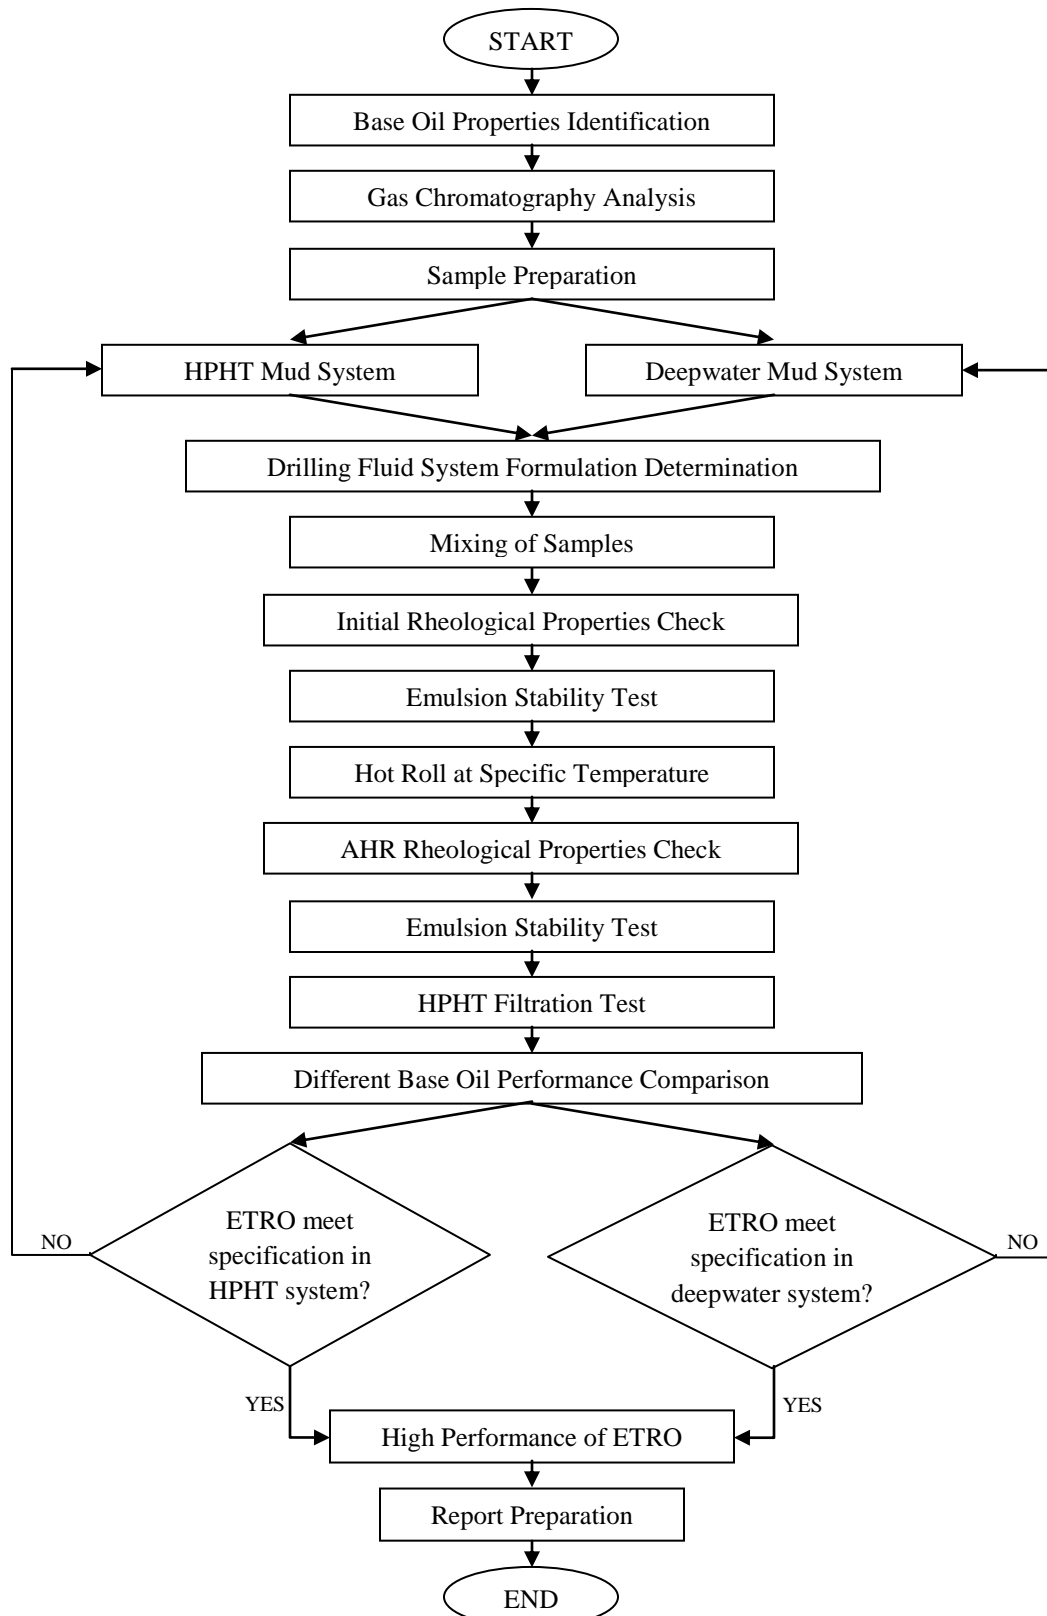 START
Base Oil Properties Identification
Gas Chromatography Analysis
Sample Preparation
HPHT Mud System
Deepwater Mud System
Drilling Fluid System Formulation Determination
Mixing of Samples
Initial Rheological Properties Check
Emulsion Stability Test
Hot Roll at Specific Temperature
AHR Rheological Properties Check
Emulsion Stability Test
HPHT Filtration Test
Different Base Oil Performance Comparison
ETRO meet
specification in
HPHT system?
ETRO meet
specification in
deepwater system?
NO
NO
YES
YES
High Performance of ETRO
Report Preparation
END